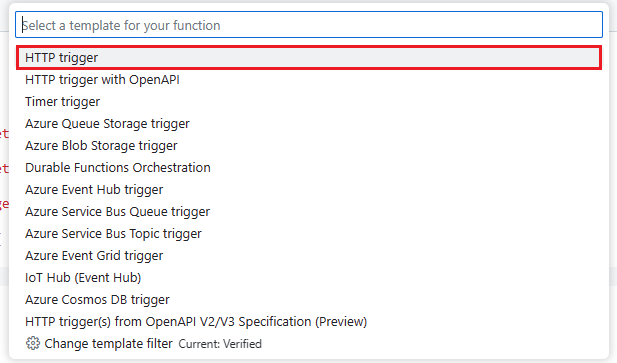 Select a template for your function
HTTP trigger
HTTP trigger with OpenAPI
et
Timer trigger
Azure Queue Storage trigger
et
Azure Blob Storage trigger
Durable Functions Orchestration
ge
Azure Event Hub trigger
Azure Service Bus Queue trigger
Azure Service Bus Topic trigger
Azure Event Grid trigger
IoT Hub (Event Hub)
Azure Cosmos DB trigger
HTTP trigger(s) from OpenAPI V2/V3 Specification (Preview)
Change template filter Current: Verified